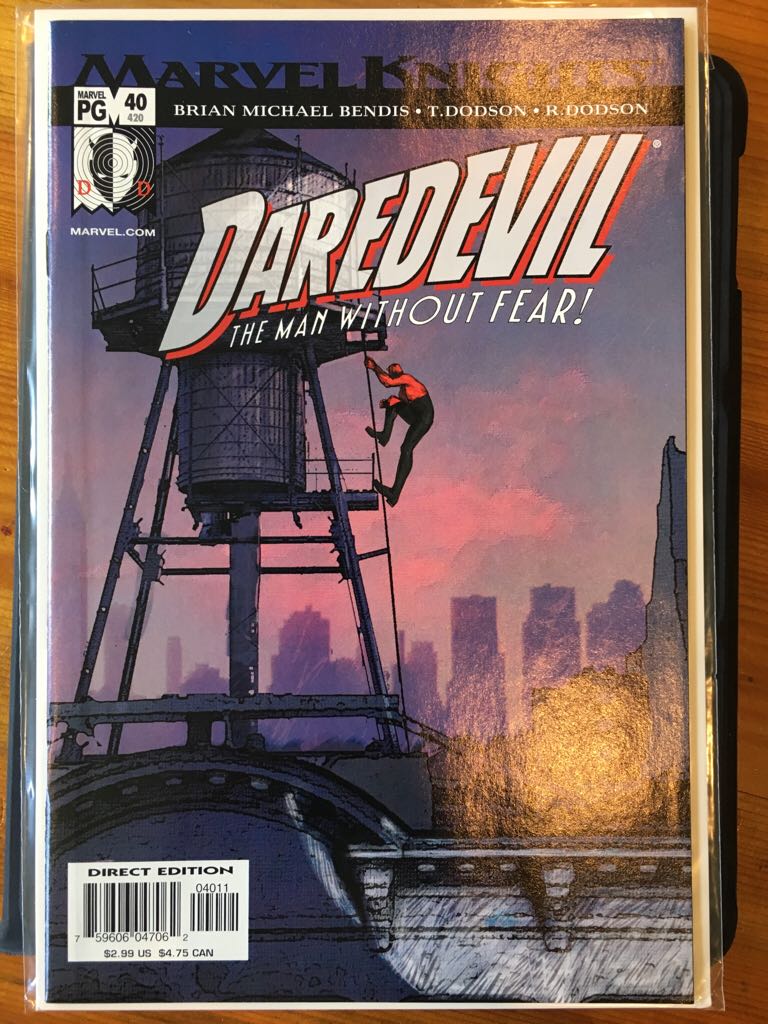 MARVEL KNIGHTS
MARVEL
PG 40
420
BRIAN MICHAEL BENDIS • T.DODSON • R.DODSON
D D
MARVEL.COM
DAREDEVIL®
THE MAN WITHOUT FEAR!
DIRECT EDITION
04011
7 59606 04706 2
$2.99 US $4.75 CAN